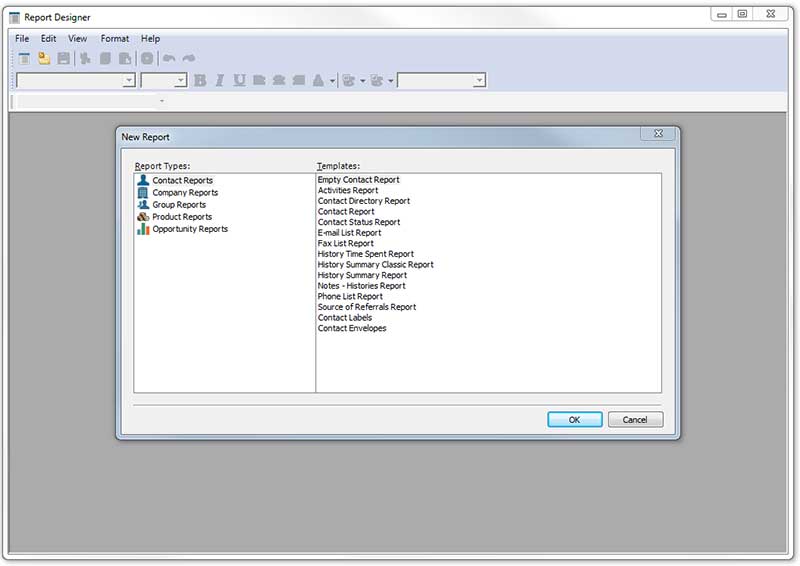 Report Designer
File Edit View Format Help
B I U A
New Report
Report Types:
Contact Reports
Company Reports
Group Reports
Product Reports
Opportunity Reports
Templates:
Empty Contact Report
Activities Report
Contact Directory Report
Contact Report
Contact Status Report
E-mail List Report
Fax List Report
History Time Spent Report
History Summary Classic Report
History Summary Report
Notes - Histories Report
Phone List Report
Source of Referrals Report
Contact Labels
Contact Envelopes
OK Cancel